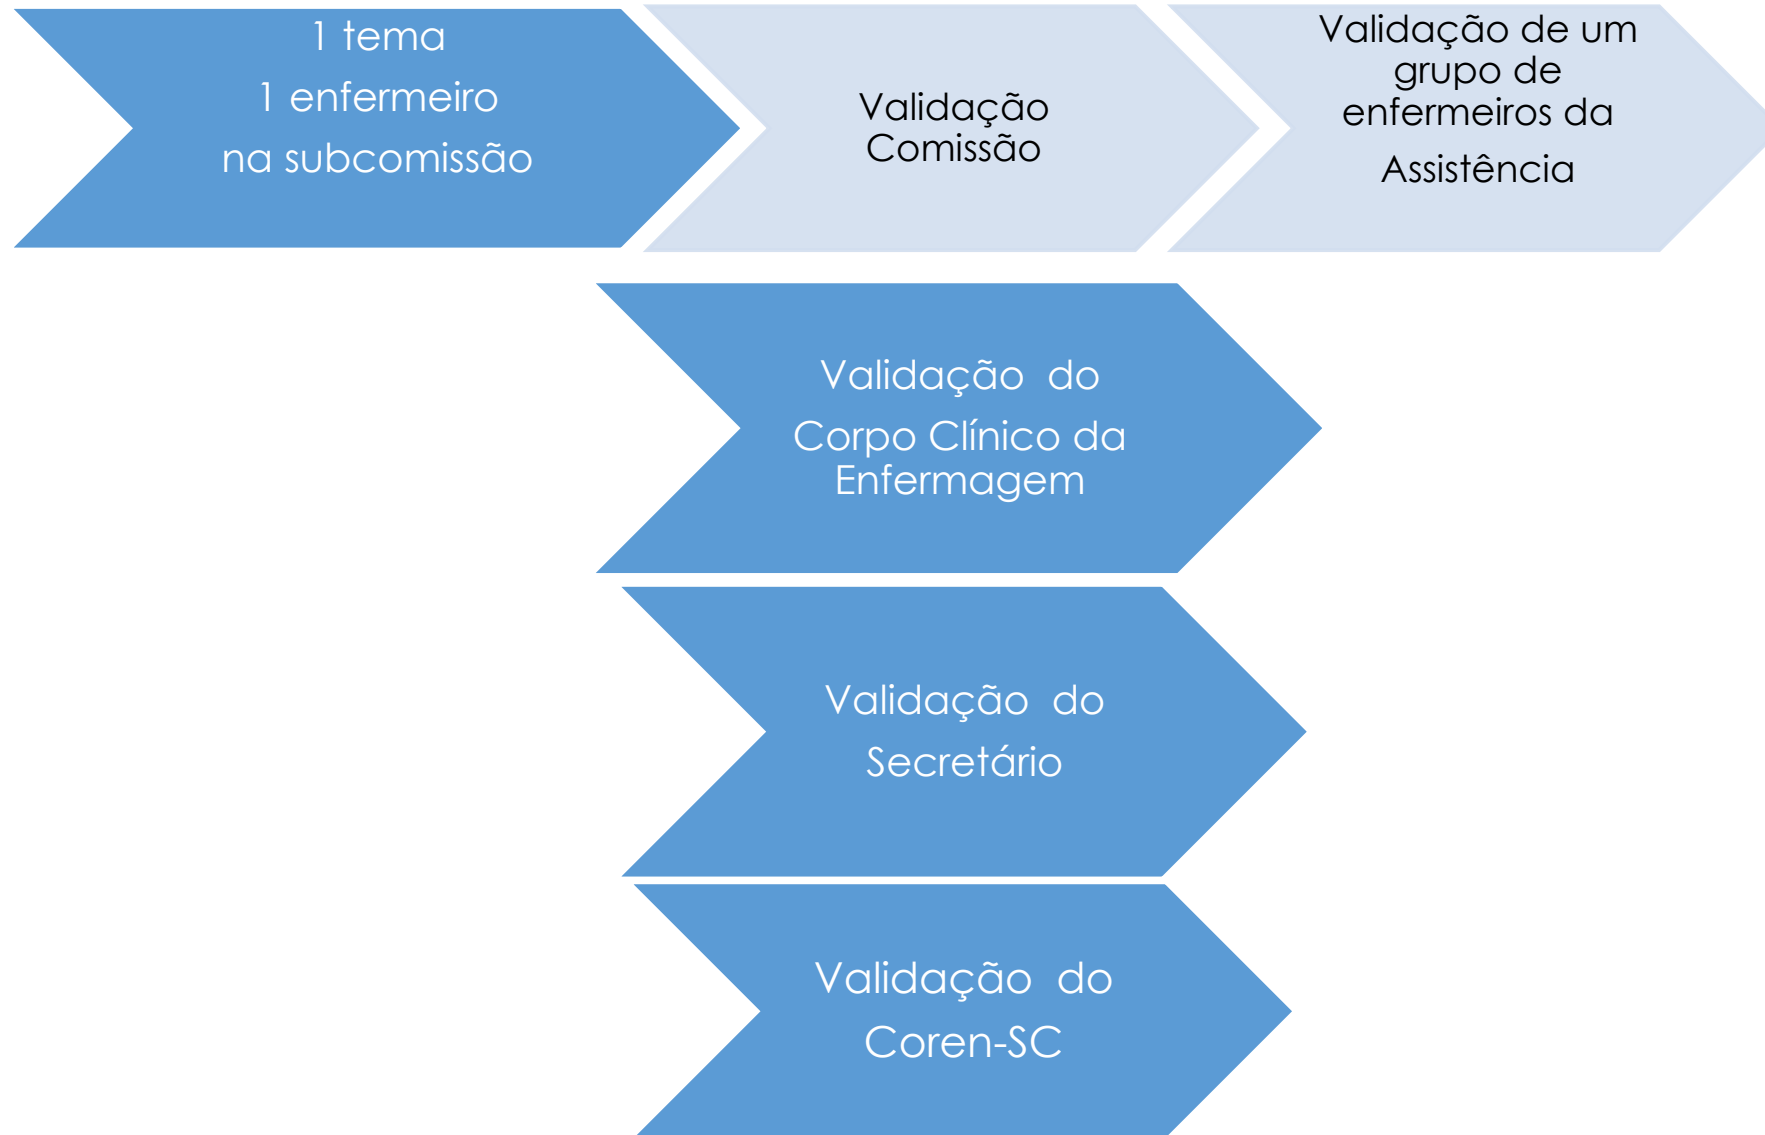 1 tema
1 enfermeiro
na subcomissão
Validação
Comissão
Validação de um
grupo de
enfermeiros da
Assistência
Validação do
Corpo Clínico da
Enfermagem
Validação do
Secretário
Validação do
Coren-SC